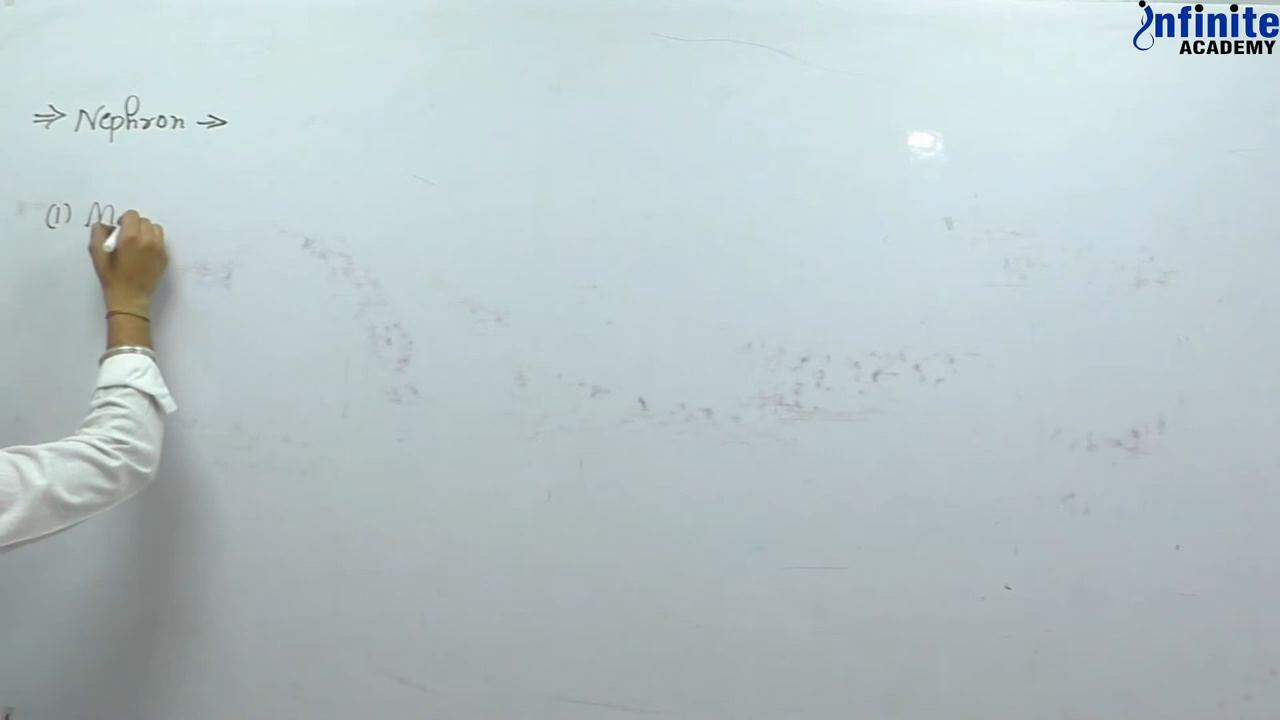 infinite
ACADEMY
⇒ Nephron →
(1)